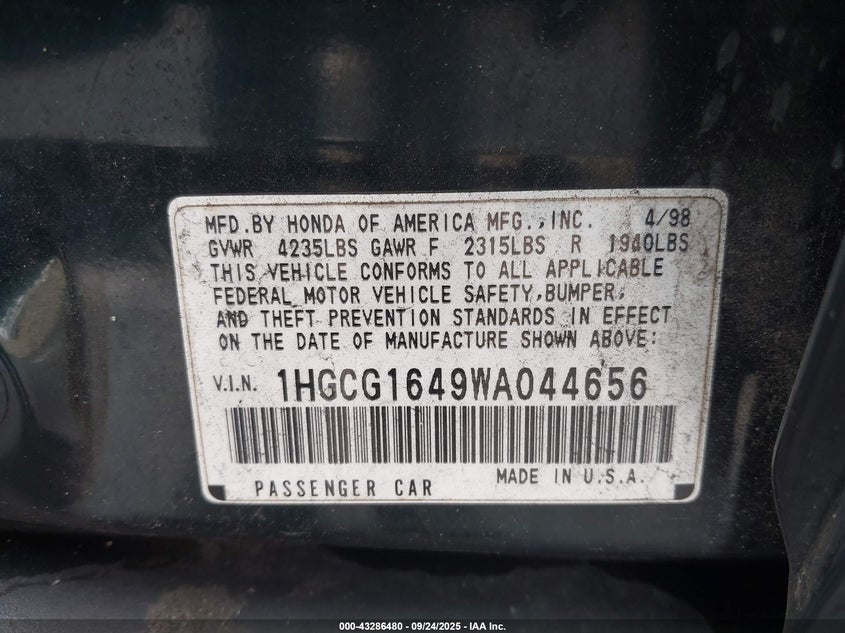 MFD.BY HONDA OF AMERICA MFG.,INC. 4/98
GVWR 4235LBS GAWR F 2315LBS R 1940LBS
THIS VEHICLE CONFORMS TO ALL APPLICABLE
FEDERAL MOTOR VEHICLE SAFETY,BUMPER,
AND THEFT PREVENTION STANDARDS IN EFFECT
ON THE DATE OF MANUFACTURE SHOWN ABOVE:
V.I.N. 1HGCG1649WA044656
PASSENGER CAR MADE IN U.S.A.
000-43286480 - 09/24/2025 - IAA Inc.